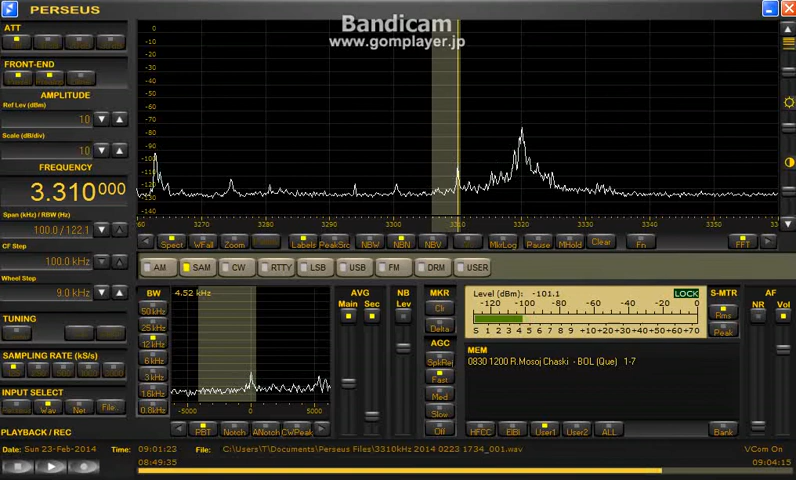 PERSEUS
Bandicam
www.gomplayer.jp
ATT
FRONT-END
AMPLITUDE
Ref Lev (dBm)
10
Scale (dB/div)
10
FREQUENCY
3.310000
Span (kHz) / RBW (Hz)
100.0 / 122.1
CF Step
100.0 kHz
Wheel Step
9.0 kHz
TUNING
SAMPLING RATE (kS/s)
INPUT SELECT
Wav Net File..
PLAYBACK / REC
0
-10
-20
-30
-40
-50
-60
-70
-80
-90
-100
-110
-120
-130
-140
3270 3280 3290 3300 3310 3320 3330 3340 3350
Spect WFall Zoom Labels PeakSrc NBW NBN NBV MkrLog Pause MHold Clear Fn FFT
AM SAM CW RTTY LSB USB FM DRM USER
BW
50 kHz
25 kHz
12 kHz
6 kHz
3 kHz
1.6 kHz
0.8 kHz
4.52 kHz
-5000 0 5000
PBT Notch ANotch CWPeak
AVG
Main Sec
NB
Lev
MKR
Clr
Delta
AGC
SpkRej
Fast
Med
Slow
Off
Level (dBm): -101.1 LOCK
-120 -100 -80 -60 -40 -20 0
S 1 2 3 4 5 6 7 8 9 +10 +20 +30 +40 +50 +60 +70
S-MTR
Rms
Peak
AF
NR Vol
MEM
0830 1200 R.Mosoj Chaski - BOL (Que) 1-7
HFCC EIBI User1 User2 ALL Bank
Date: Sun 23-Feb-2014 Time: 09:01:23 File: C:\Users\T\Documents\Perseus Files\3310kHz 2014 0223 1734_001.wav VCom On
08:49:35 09:04:15